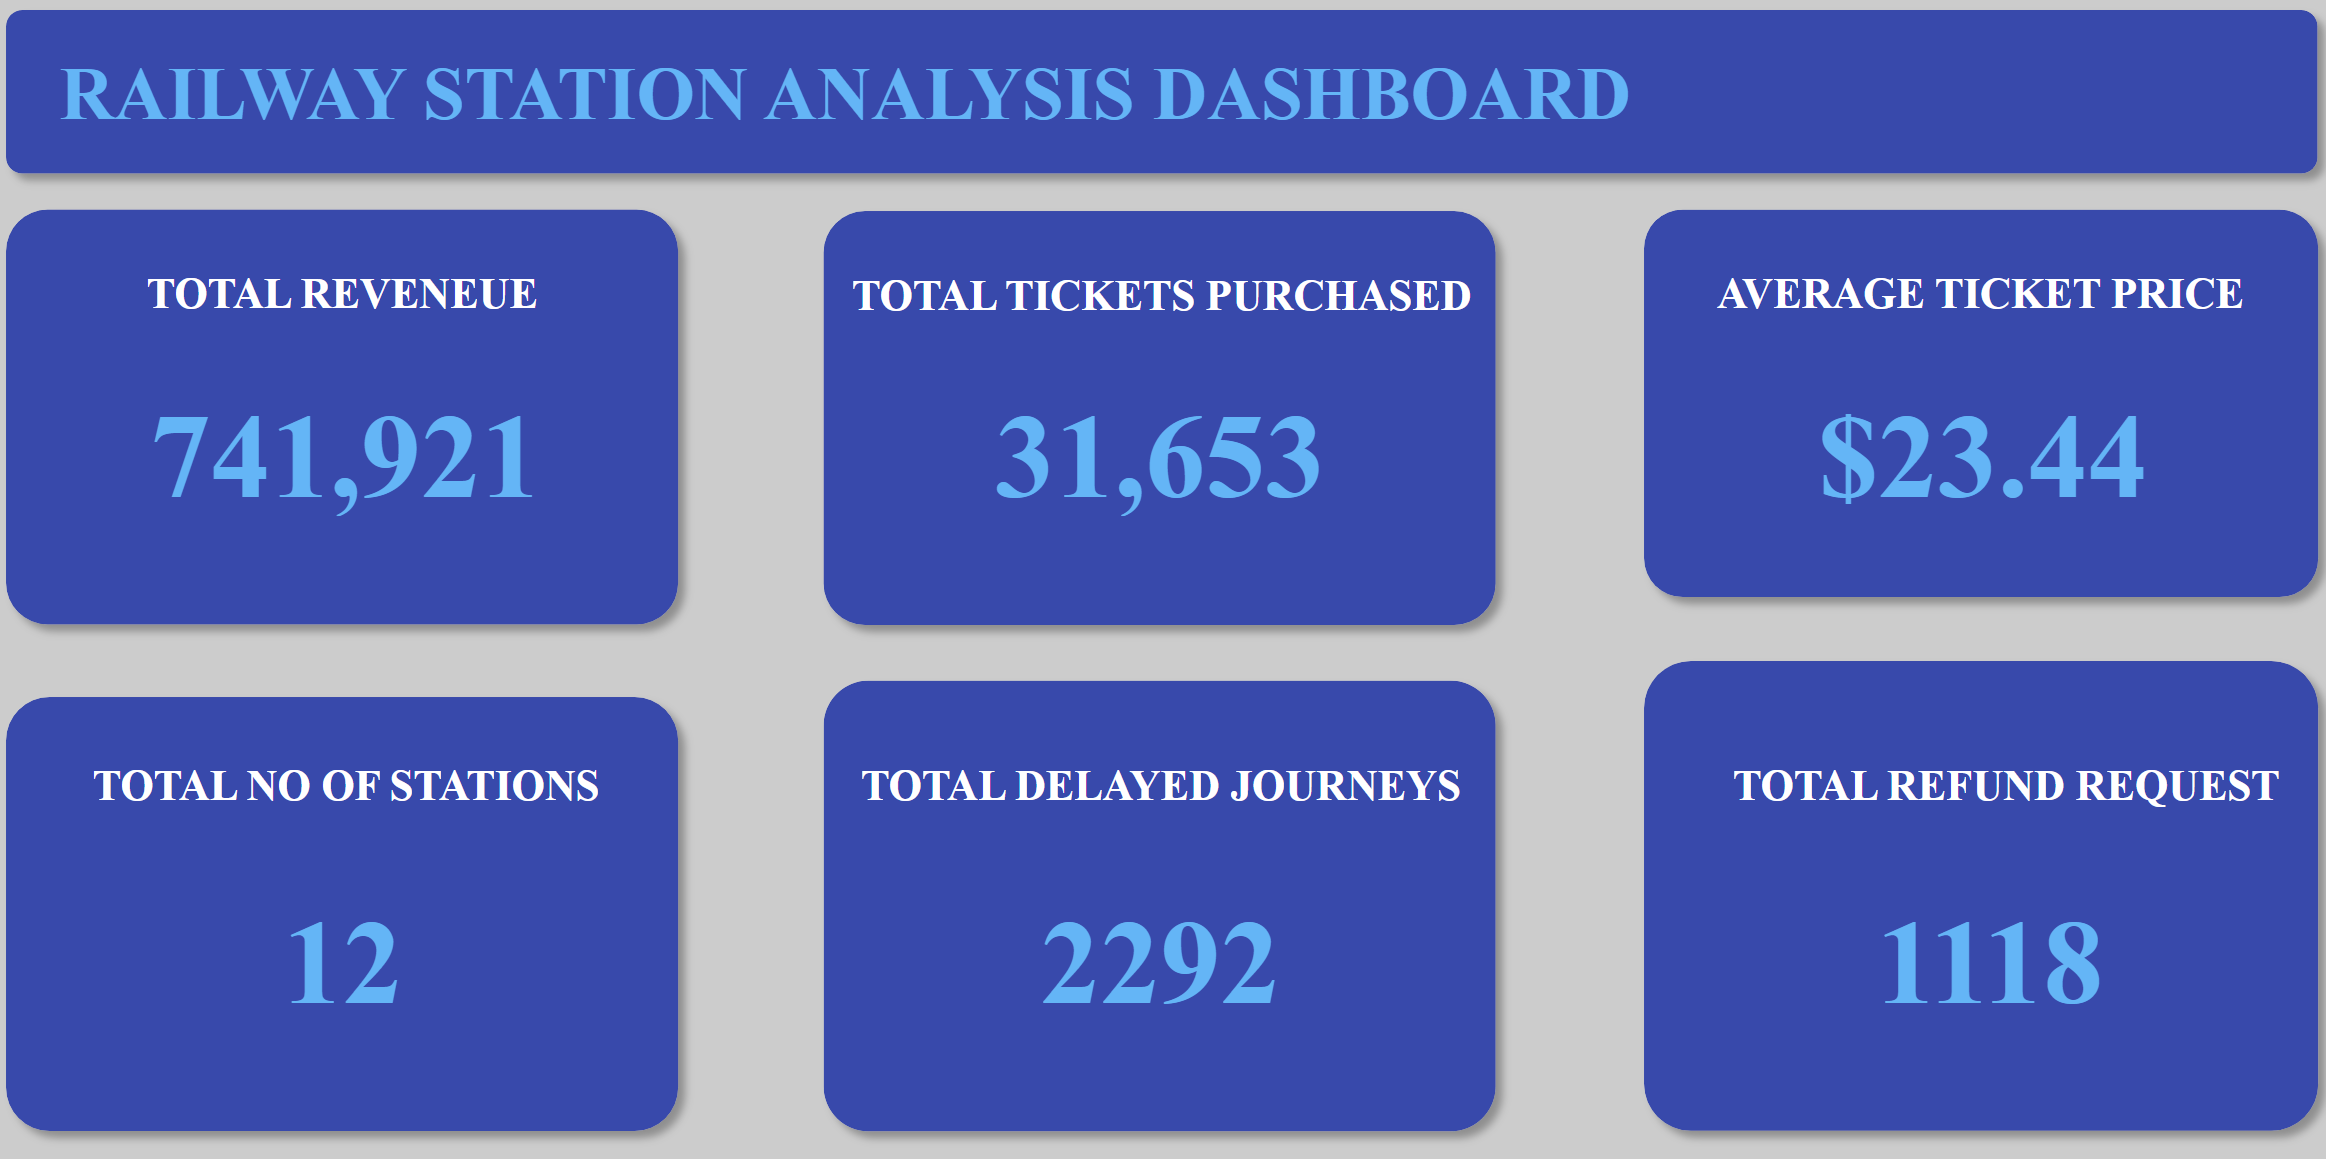 RAILWAY STATION ANALYSIS DASHBOARD
TOTAL REVENEUE
741,921
TOTAL TICKETS PURCHASED
31,653
AVERAGE TICKET PRICE
$23.44
TOTAL NO OF STATIONS
12
TOTAL DELAYED JOURNEYS
2292
TOTAL REFUND REQUEST
1118